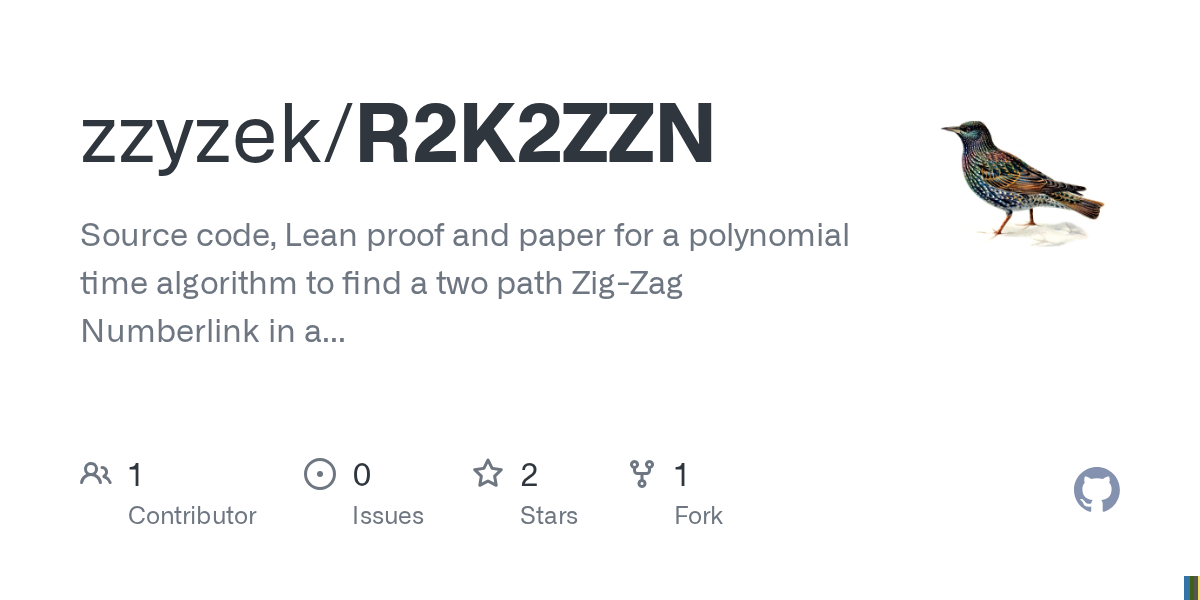 zzyzek/R2K2ZZN
Source code, Lean proof and paper for a polynomial
time algorithm to find a two path Zig-Zag
Numberlink in a...
1
Contributor
0
Issues
2
Stars
1
Fork